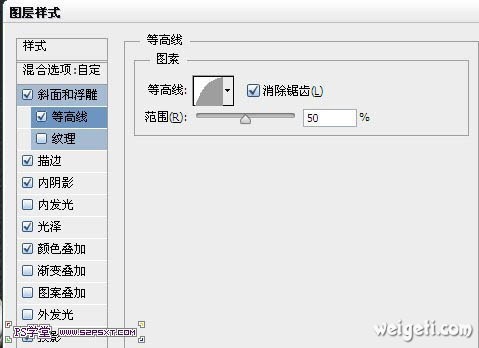 图层样式
样式
混合选项:自定
斜面和浮雕
等高线
纹理
描边
内阴影
内发光
光泽
颜色叠加
渐变叠加
图案叠加
外发光
投影
等高线
图素
等高线:
消除锯齿(L)
范围(R):
50
%
PS学堂 www.52psxt.com
weigeti.com